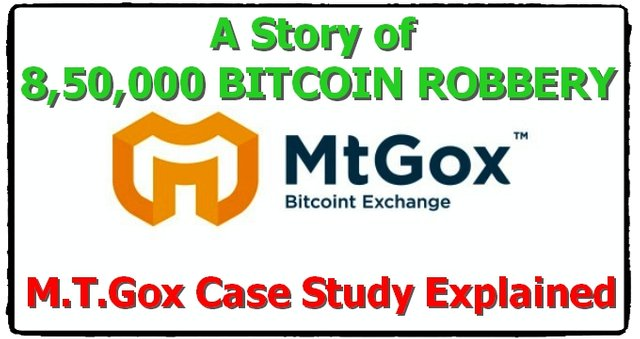 A Story of
8,50,000 BITCOIN ROBBERY
MtGox™
Bitcoint Exchange
M.T.Gox Case Study Explained